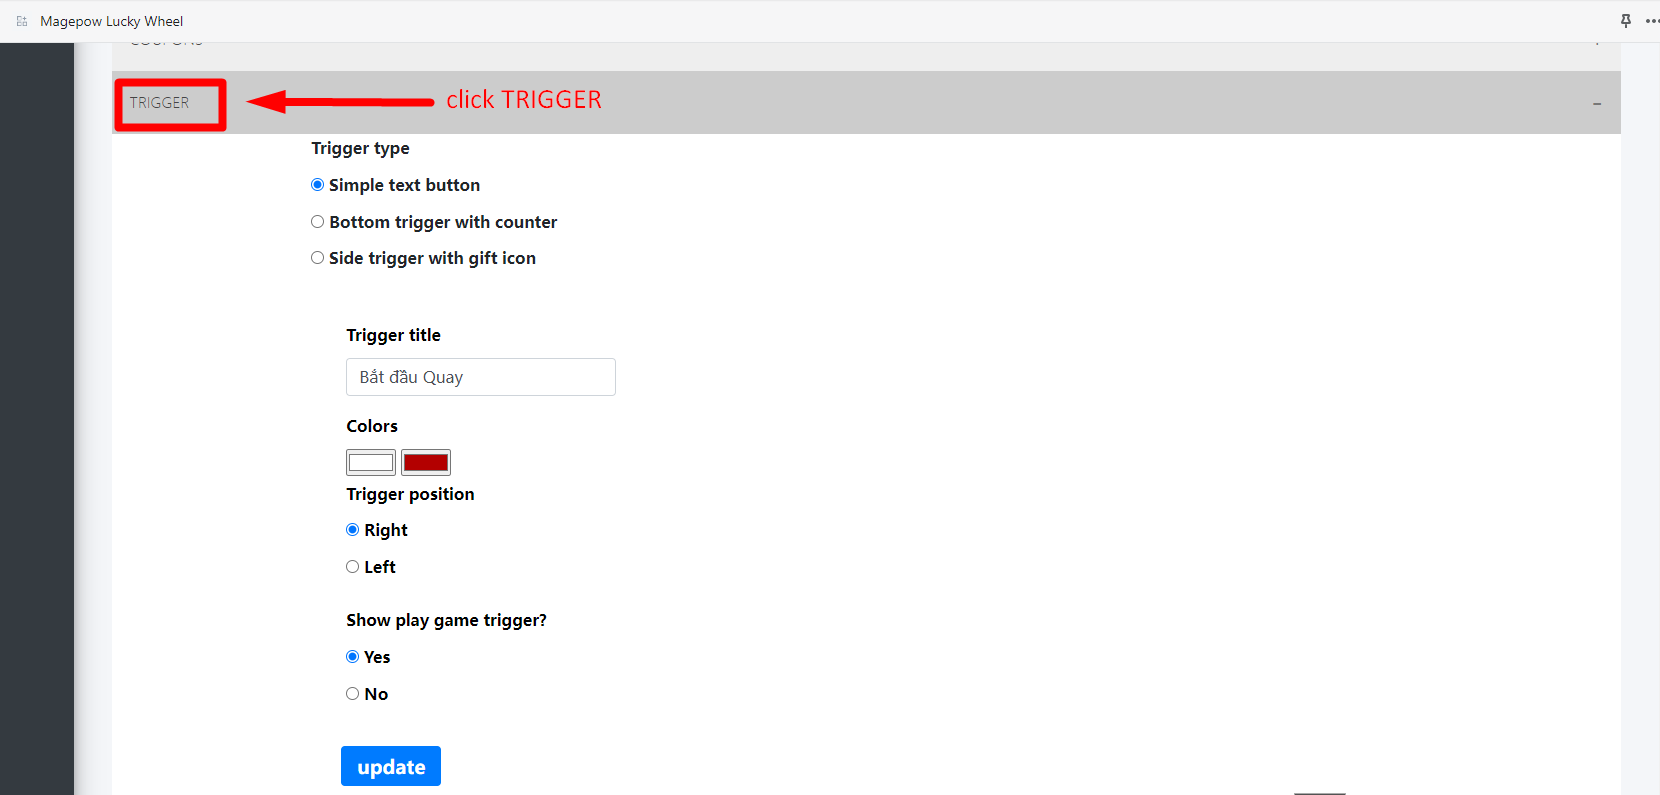 Magepow Lucky Wheel
COUPONS
TRIGGER
click TRIGGER
Trigger type
Simple text button
Bottom trigger with counter
Side trigger with gift icon
Trigger title
Bắt đầu Quay
Colors
Trigger position
Right
Left
Show play game trigger?
Yes
No
update